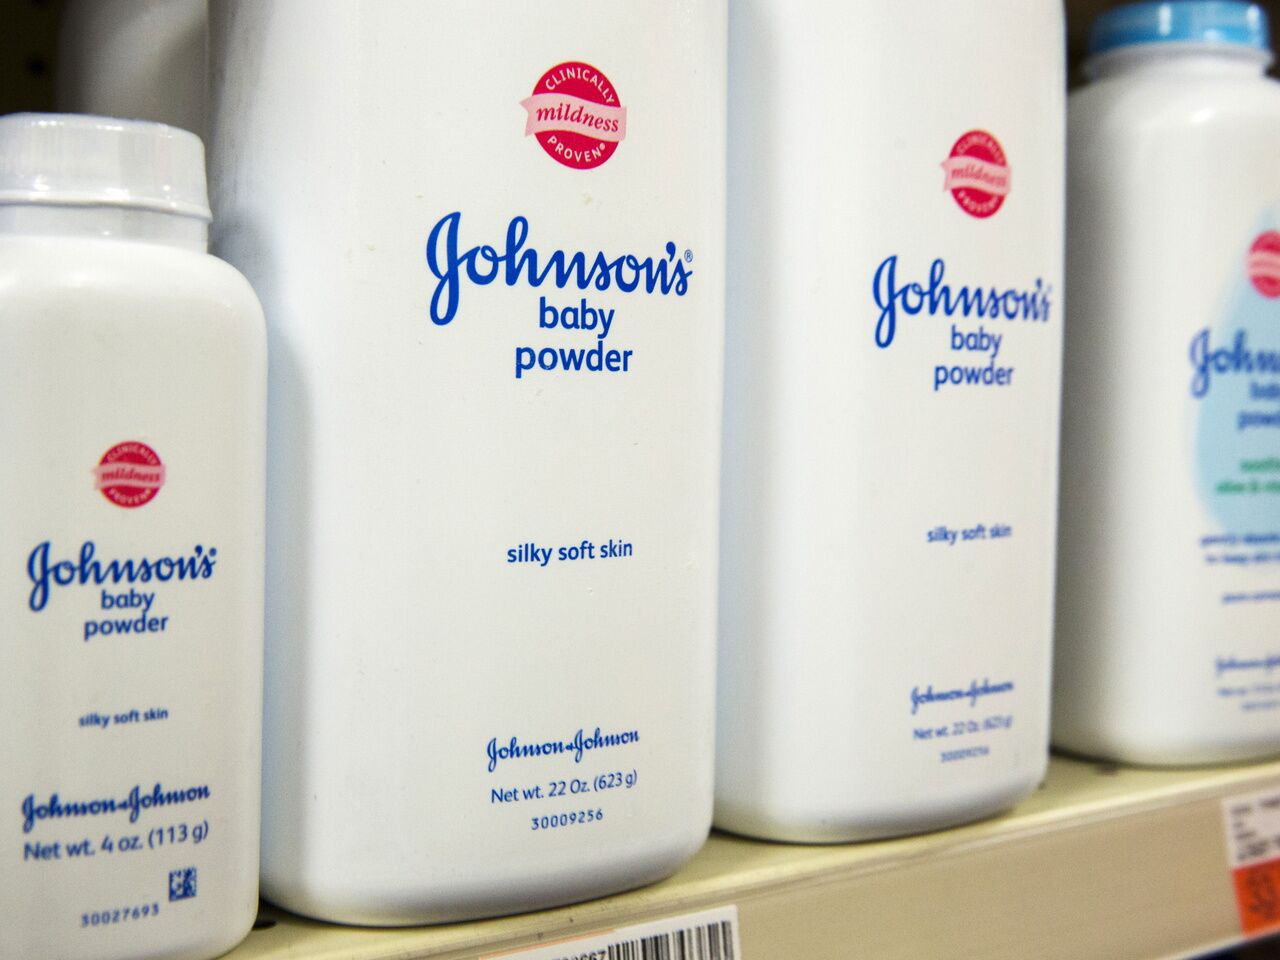 CLINICALLY
mildness
PROVEN®
Johnson's
baby
powder
silky soft skin
Johnson & Johnson
Net wt. 4 oz. (113 g)
30027693
CLINICALLY
mildness
PROVEN®
Johnson's®
baby
powder
silky soft skin
Johnson & Johnson
Net wt. 22 Oz. (623 g)
30009256
CLINICALLY
mildness
PROVEN
Johnson's
baby
powder
silky soft skin
Johnson & Johnson
Net wt. 22 Oz. (623 g)
30009256